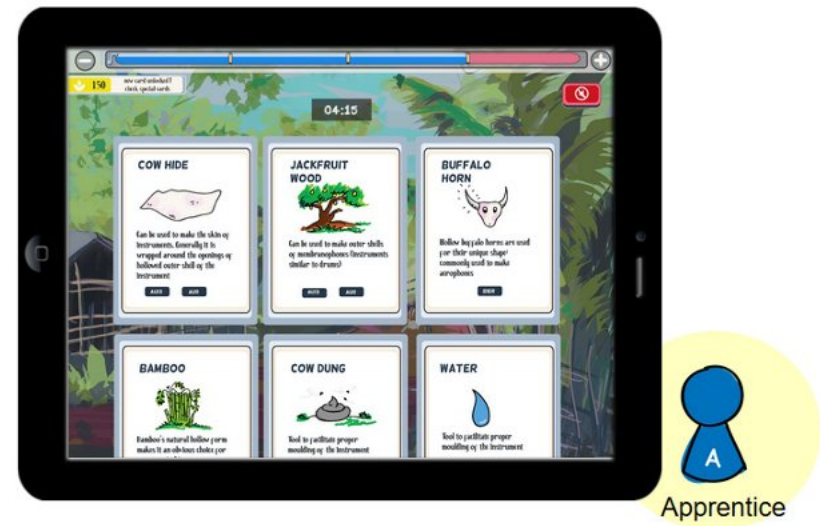 150
new card unlocked!!
check special cards
04:15
COW HIDE
Can be used to make the skin of
instruments. Generally it is
wrapped around the openings of
hollowed outer shell of the
instrument
JACKFRUIT
WOOD
Can be used to make outer shells
of membranophones (instruments
similar to drums)
BUFFALO
HORN
Hollow buffalo horns are used
for their unique shape
commonly used to make
aerophones
BAMBOO
Bamboo's natural hollow form
makes it an obvious choice for
COW DUNG
Tool to facilitate proper
moulding of the instrument
WATER
Tool to facilitate proper
moulding of the instrument
A
Apprentice